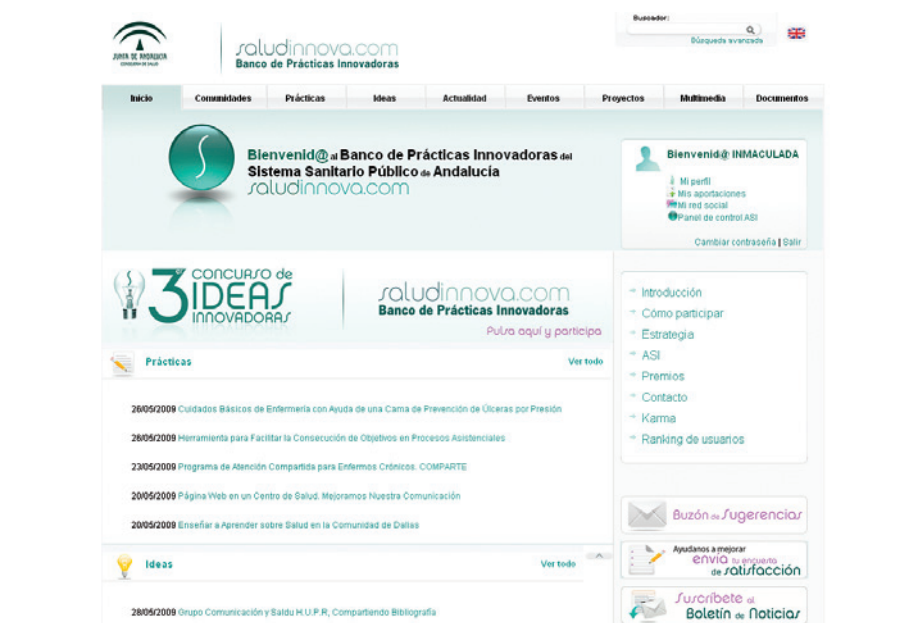 JUNTA DE ANDALUCIA
CONSEJERÍA DE SALUD
saludinnova.com
Banco de Prácticas Innovadoras
Buscador:
Búsqueda avanzada
Inicio Comunidades Prácticas Ideas Actualidad Eventos Proyectos Multimedia Documentos
Bienvenid@ al Banco de Prácticas Innovadoras del
Sistema Sanitario Público de Andalucía
saludinnova.com
Bienvenid@ INMACULADA
Mi perfil
Mis aportaciones
Mi red social
Panel de control ASI
Cambiar contraseña | Salir
3º CONCURSO de
IDEAS
INNOVADORAS
saludinnova.com
Banco de Prácticas Innovadoras
Pulsa aquí y participa
Introducción
Cómo participar
Estrategia
ASI
Premios
Contacto
Karma
Ranking de usuarios
Prácticas Ver todo
26/05/2009 Cuidados Básicos de Enfermería con Ayuda de una Cama de Prevención de Úlceras por Presión
26/05/2009 Herramienta para Facilitar la Consecución de Objetivos en Procesos Asistenciales
23/05/2009 Programa de Atención Compartida para Enfermos Crónicos. COMPARTE
20/05/2009 Página Web en un Centro de Salud. Mejoramos Nuestra Comunicación
20/05/2009 Enseñar a Aprender sobre Salud en la Comunidad de Dalias
Buzón de Sugerencias
Ayudanos a mejorar
envía tu encuesta
de satisfacción
Suscríbete al
Boletín de Noticias
Ideas Ver todo
28/05/2009 Grupo Comunicación y Saldu H.U.P.R, Compartiendo Bibliografía